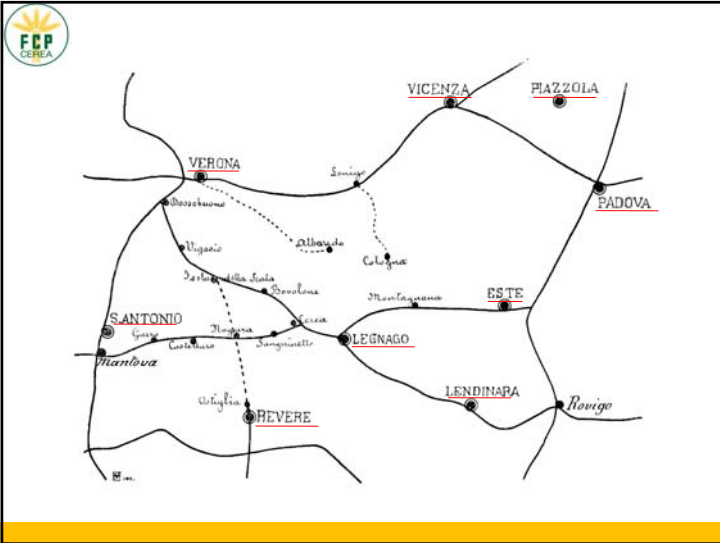 FCP
CEREA
VICENZA
PIAZZOLA
VERONA
Lonigo
PADOVA
Dossobuono
Albaredo
Vigasio
Cologna
Isola della Scala
Bovolone
Montagnana
ESTE
S.ANTONIO
Cerea
Nogara
Castellaro
Sanguinetto
LEGNAGO
Mantova
Ostiglia
LENDINARA
REVERE
Rovigo